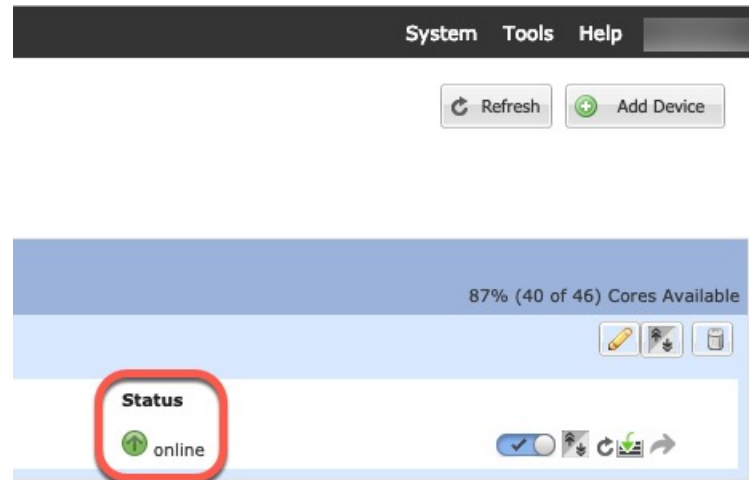 System Tools Help
Refresh Add Device
87% (40 of 46) Cores Available
Status
online